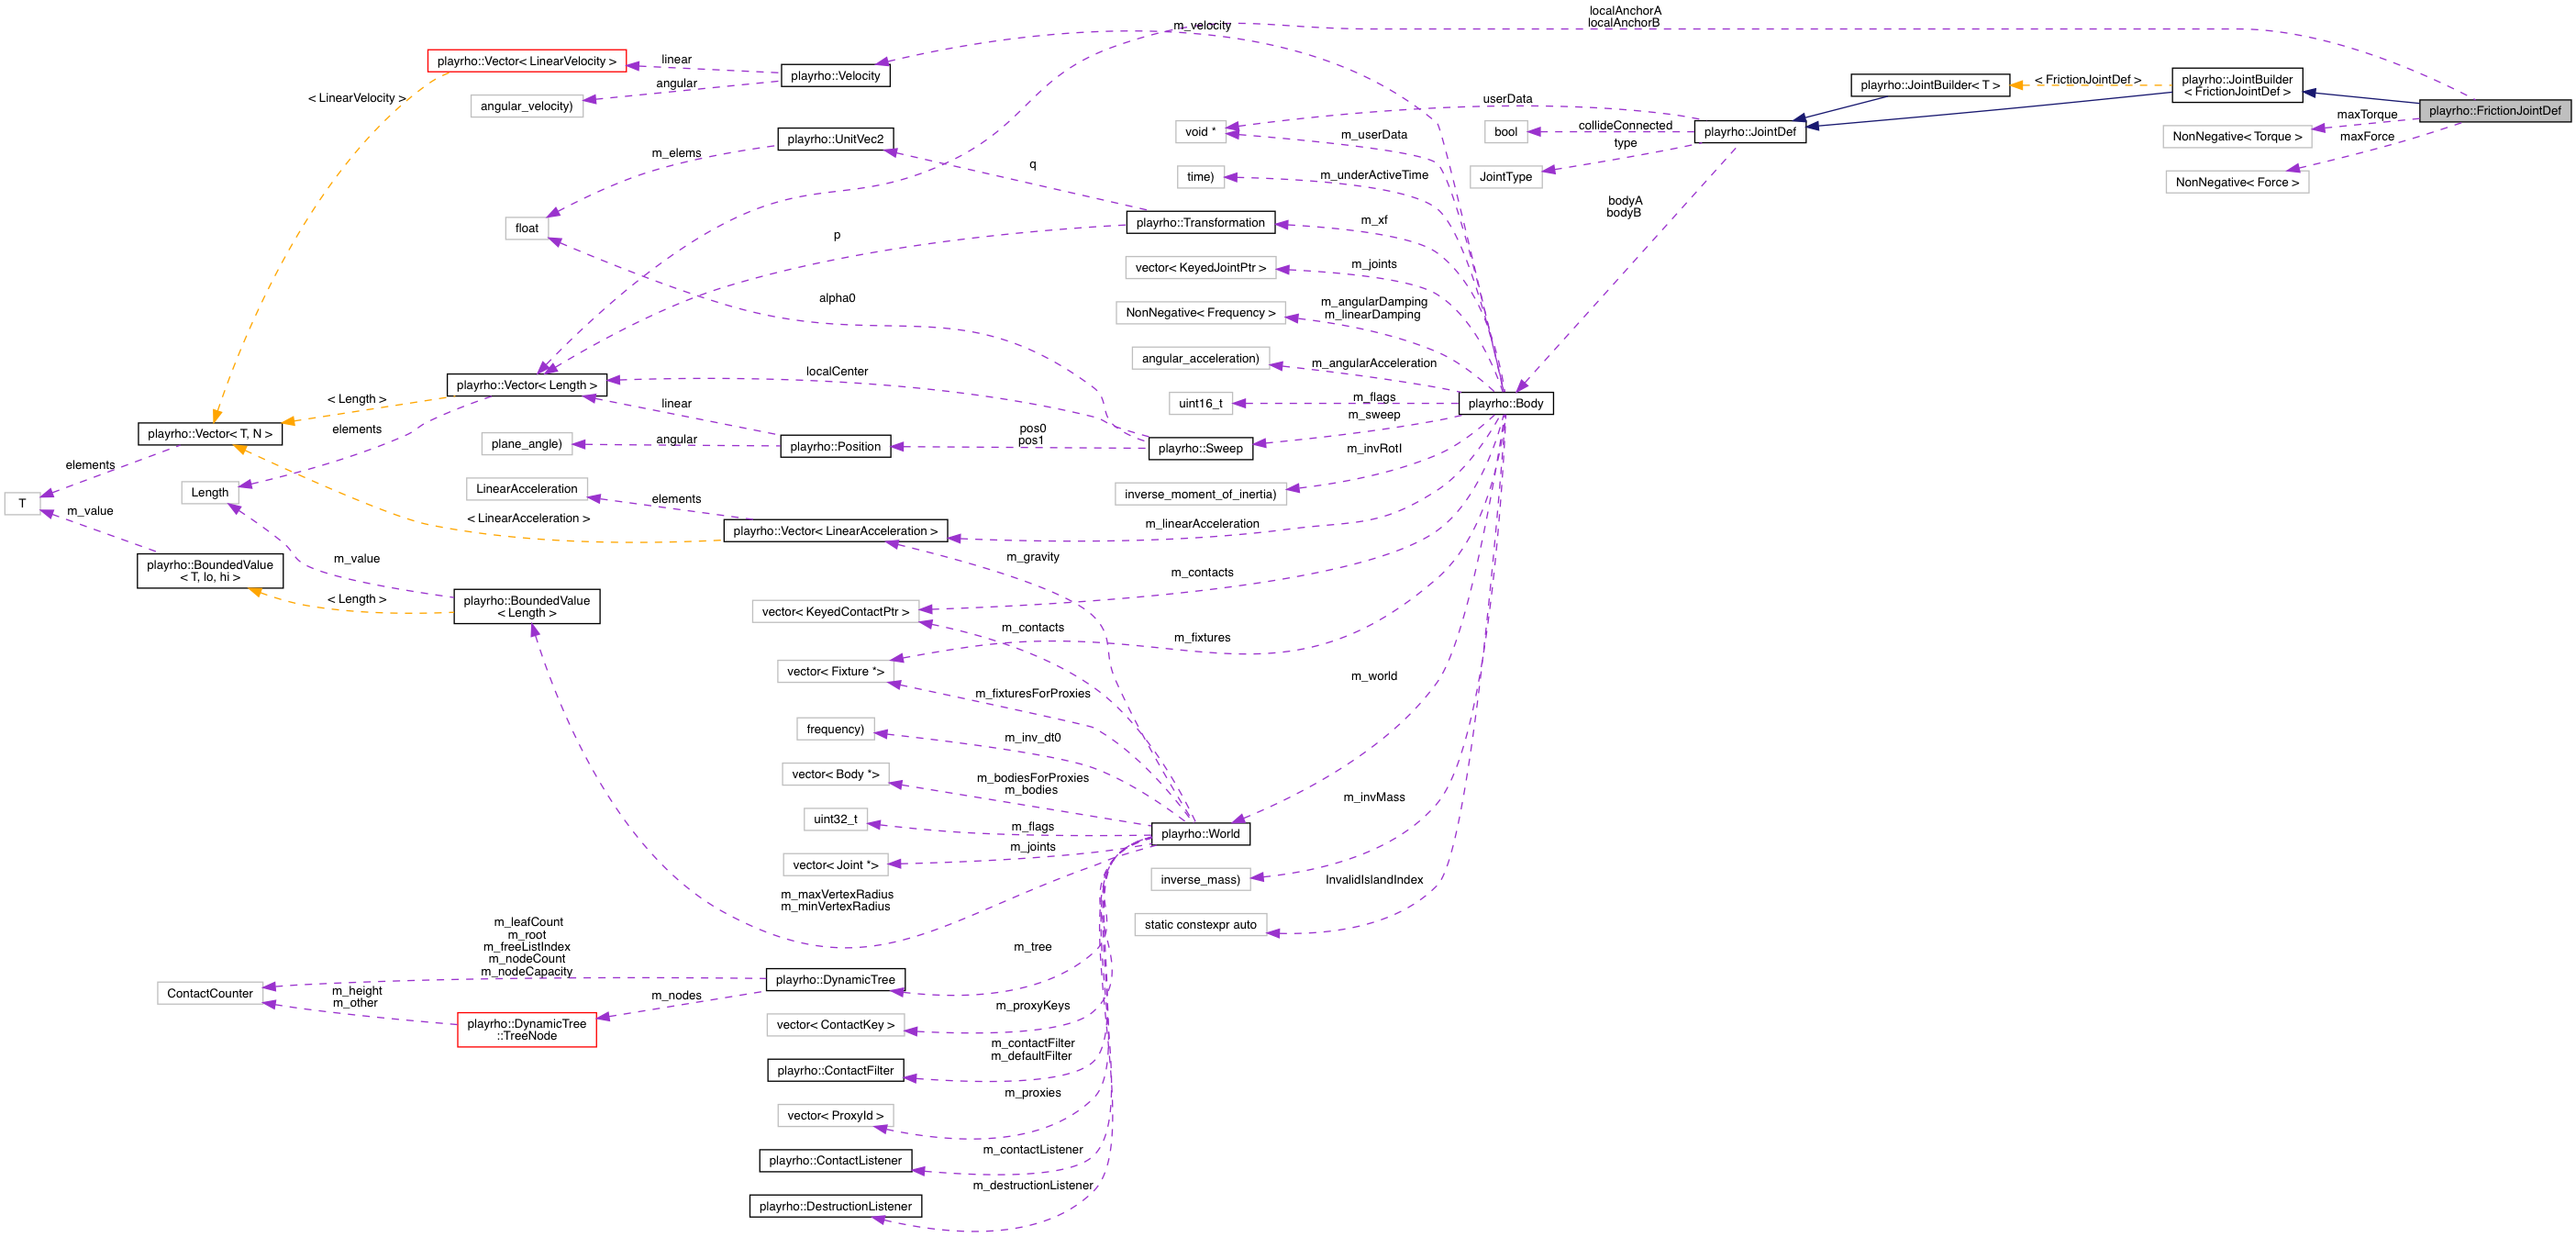 localAnchorA
localAnchorB
m_velocity
playrho::Vector< LinearVelocity >
linear
playrho::Velocity
angular
angular_velocity)
< LinearVelocity >
playrho::JointBuilder< T >
< FrictionJointDef >
playrho::JointBuilder
< FrictionJointDef >
playrho::FrictionJointDef
maxTorque
NonNegative< Torque >
maxForce
NonNegative< Force >
userData
void *
m_userData
bool
collideConnected
playrho::JointDef
type
JointType
playrho::UnitVec2
m_elems
q
time)
m_underActiveTime
bodyA
bodyB
float
playrho::Transformation
m_xf
p
vector< KeyedJointPtr >
m_joints
alpha0
NonNegative< Frequency >
m_angularDamping
m_linearDamping
angular_acceleration)
m_angularAcceleration
localCenter
playrho::Vector< Length >
< Length >
linear
uint16_t
m_flags
playrho::Body
m_sweep
playrho::Vector< T, N >
elements
plane_angle)
angular
playrho::Position
pos0
pos1
playrho::Sweep
m_invRotI
elements
T
Length
LinearAcceleration
elements
inverse_moment_of_inertia)
m_value
< LinearAcceleration >
playrho::Vector< LinearAcceleration >
m_linearAcceleration
m_gravity
playrho::BoundedValue
< T, lo, hi >
m_value
< Length >
playrho::BoundedValue
< Length >
m_contacts
vector< KeyedContactPtr >
m_contacts
m_fixtures
vector< Fixture *>
m_fixturesForProxies
m_world
frequency)
m_inv_dt0
vector< Body *>
m_bodiesForProxies
m_bodies
m_invMass
uint32_t
m_flags
playrho::World
m_joints
vector< Joint *>
inverse_mass)
InvalidIslandIndex
m_maxVertexRadius
m_minVertexRadius
static constexpr auto
m_leafCount
m_root
m_freeListIndex
m_nodeCount
m_nodeCapacity
m_tree
playrho::DynamicTree
ContactCounter
m_height
m_other
m_nodes
m_proxyKeys
playrho::DynamicTree
::TreeNode
vector< ContactKey >
m_contactFilter
m_defaultFilter
playrho::ContactFilter
m_proxies
vector< ProxyId >
m_contactListener
playrho::ContactListener
m_destructionListener
playrho::DestructionListener